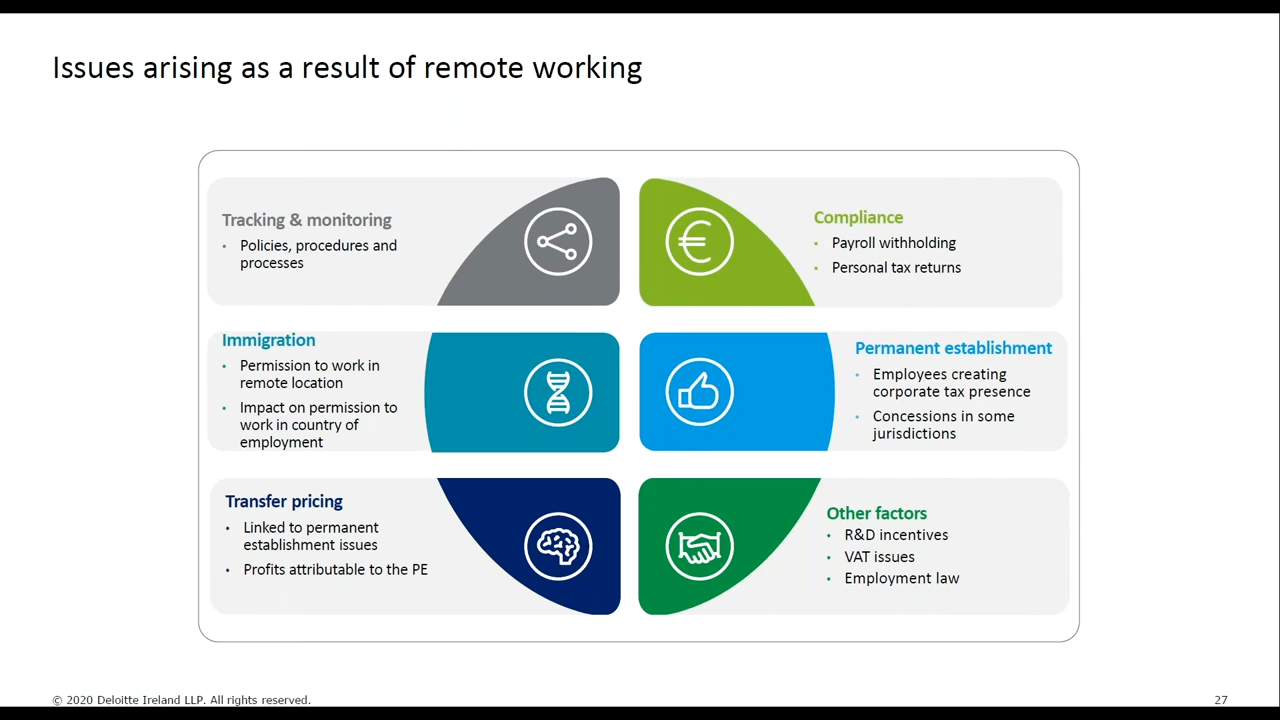 Issues arising as a result of remote working
Tracking & monitoring
• Policies, procedures and
processes
Compliance
• Payroll withholding
• Personal tax returns
Immigration
• Permission to work in
remote location
• Impact on permission to
work in country of
employment
Permanent establishment
• Employees creating
corporate tax presence
• Concessions in some
jurisdictions
Transfer pricing
• Linked to permanent
establishment issues
• Profits attributable to the PE
Other factors
• R&D incentives
• VAT issues
• Employment law
© 2020 Deloitte Ireland LLP. All rights reserved.
27